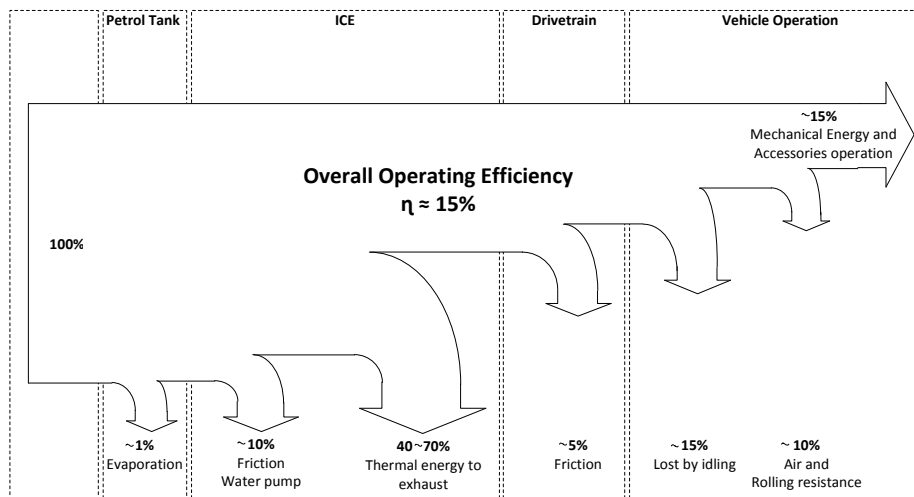 Petrol Tank
ICE
Drivetrain
Vehicle Operation
~15%
Mechanical Energy and
Accessories operation
Overall Operating Efficiency
η ≈ 15%
100%
~1%
Evaporation
~10%
Friction
Water pump
40~70%
Thermal energy to
exhaust
~5%
Friction
~15%
Lost by idling
~10%
Air and
Rolling resistance